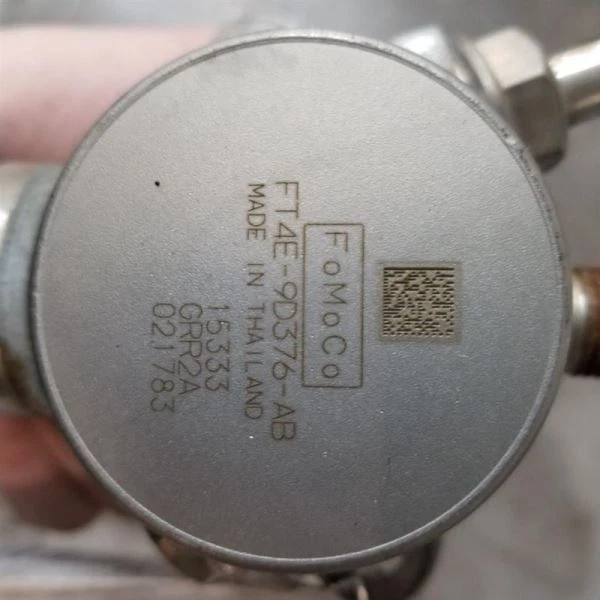 FoMoCo
FT4E-9D376-AB
MADE IN THAILAND
15333
GRR2A
021783